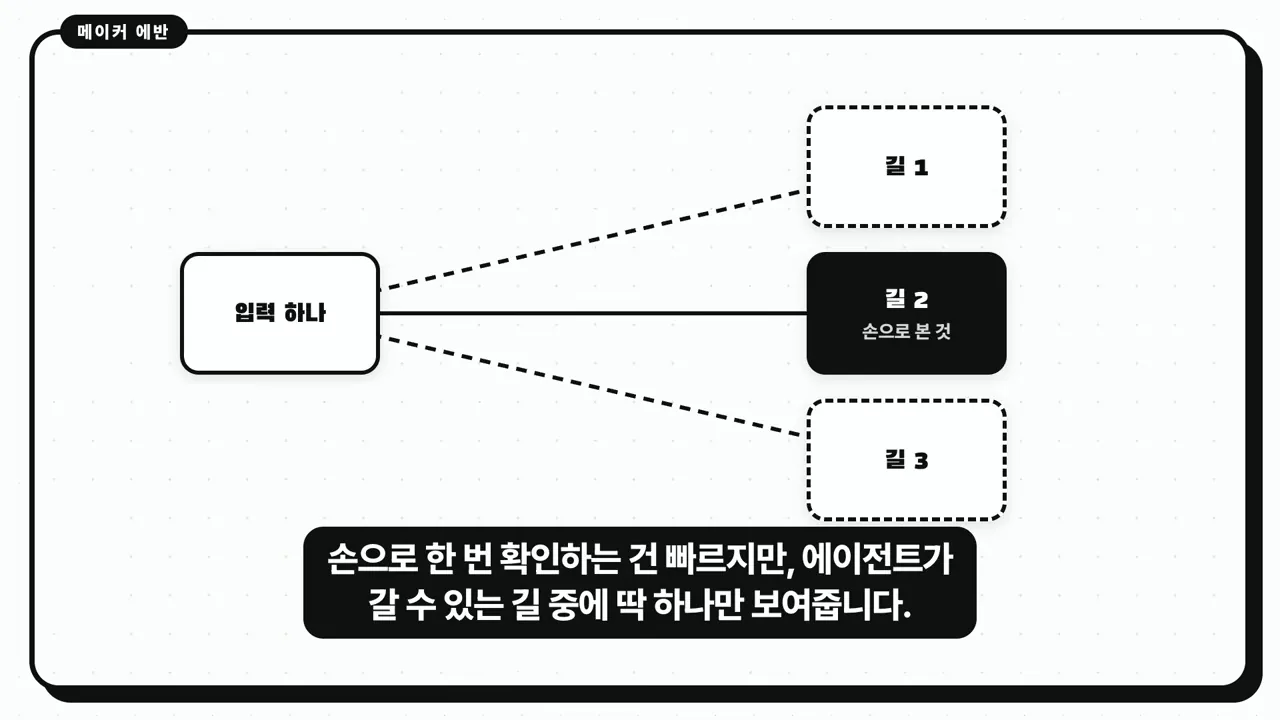 메이커 에반
길 1
입력 하나
길 2
손으로 본 것
길 3
손으로 한 번 확인하는 건 빠르지만, 에이전트가
갈 수 있는 길 중에 딱 하나만 보여줍니다.